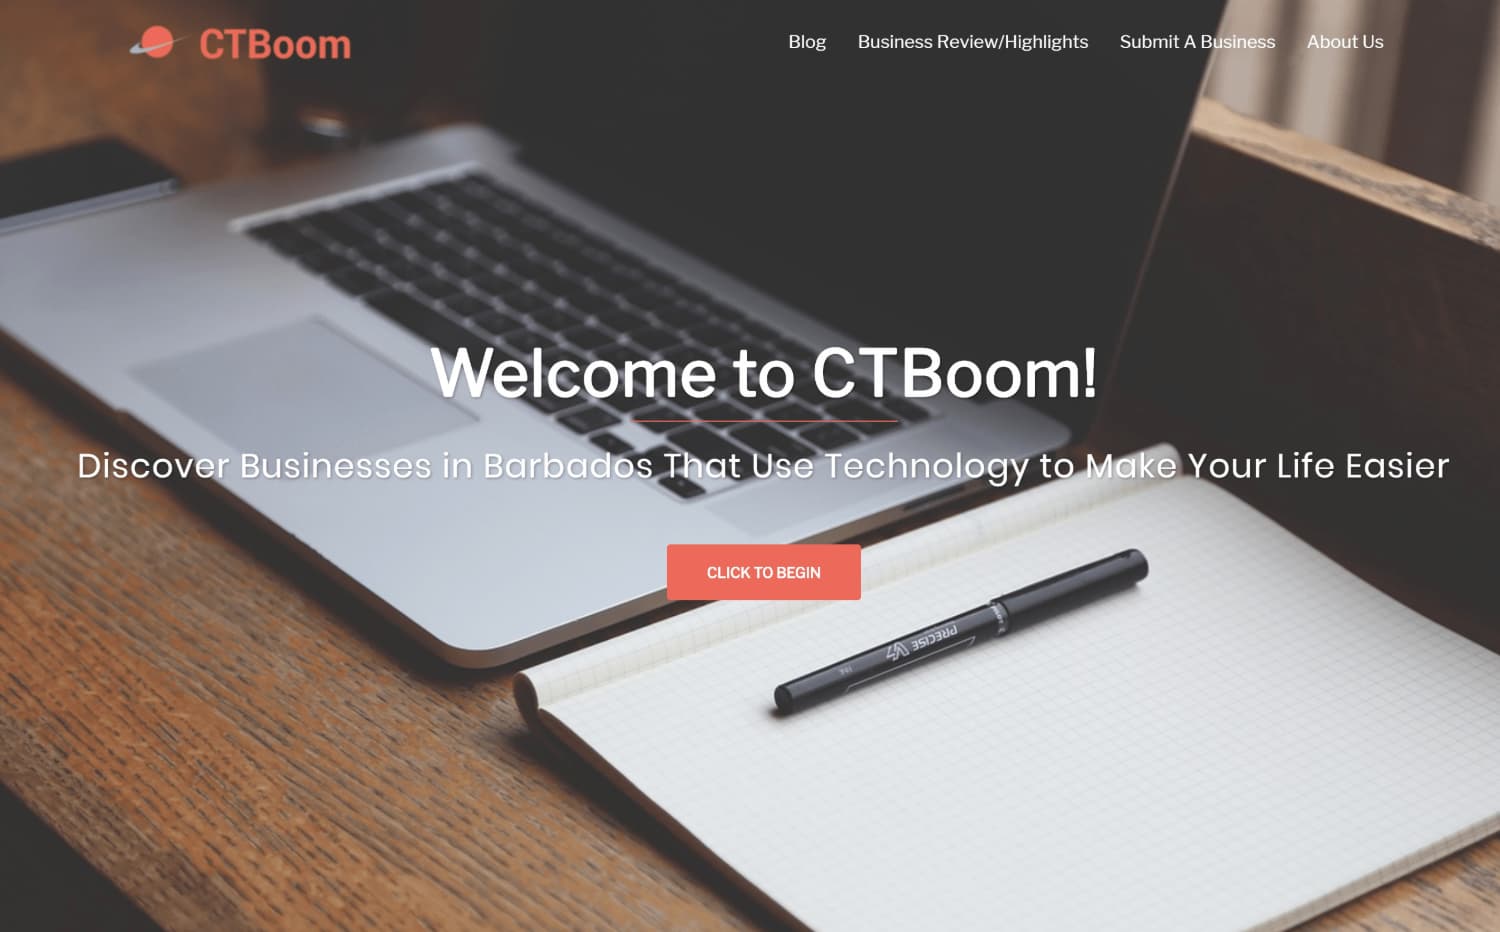 CTBoom
Blog
Business Review/Highlights
Submit A Business
About Us
Welcome to CTBoom!
Discover Businesses in Barbados That Use Technology to Make Your Life Easier
CLICK TO BEGIN
PRECISE V7